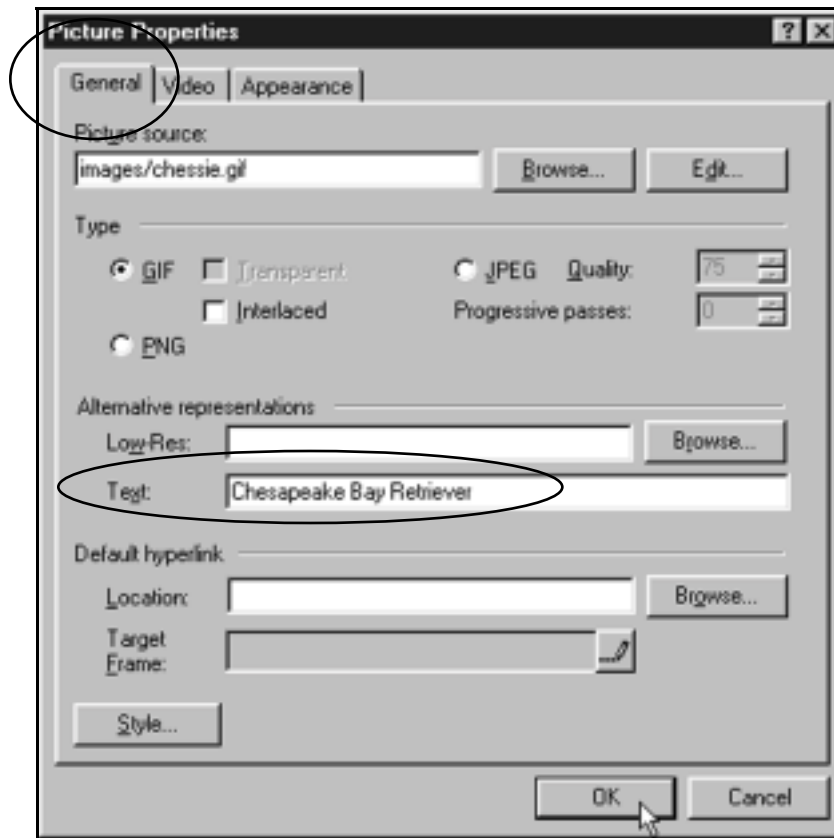 Picture Properties ? X
General Video Appearance
Picture source:
images/chessie.gif Browse... Edit...
Type
GIF Transparent JPEG Quality: 75
Interlaced Progressive passes: 0
PNG
Alternative representations
Low-Res: Browse...
Text: Chesapeake Bay Retriever
Default hyperlink
Location: Browse...
Target
Frame:
Style...
OK Cancel